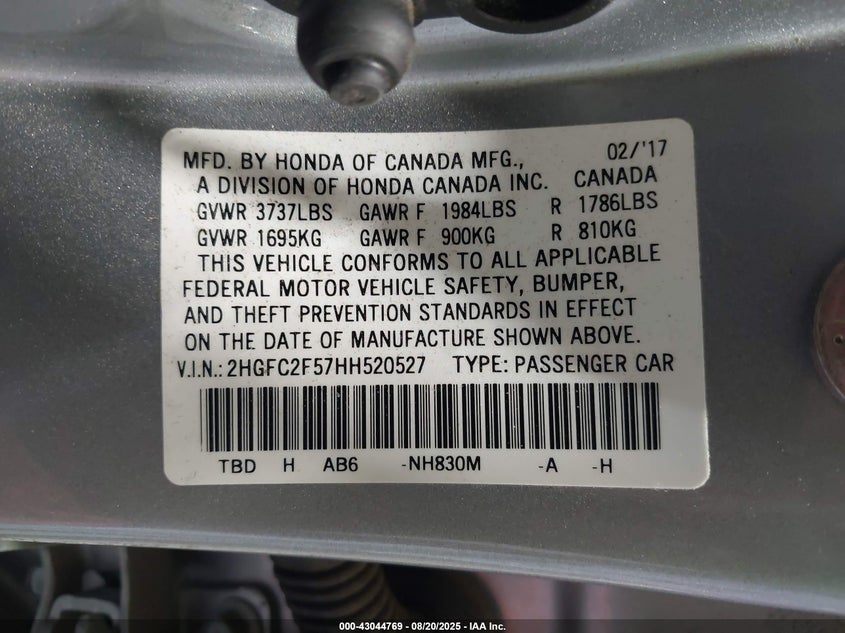 MFD. BY HONDA OF CANADA MFG., 02/'17
A DIVISION OF HONDA CANADA INC. CANADA
GVWR 3737LBS GAWR F 1984LBS R 1786LBS
GVWR 1695KG GAWR F 900KG R 810KG
THIS VEHICLE CONFORMS TO ALL APPLICABLE
FEDERAL MOTOR VEHICLE SAFETY, BUMPER,
AND THEFT PREVENTION STANDARDS IN EFFECT
ON THE DATE OF MANUFACTURE SHOWN ABOVE.
V.I.N.: 2HGFC2F57HH520527 TYPE: PASSENGER CAR
TBD H AB6 -NH830M -A -H
000-43044769 - 08/20/2025 - IAA Inc.